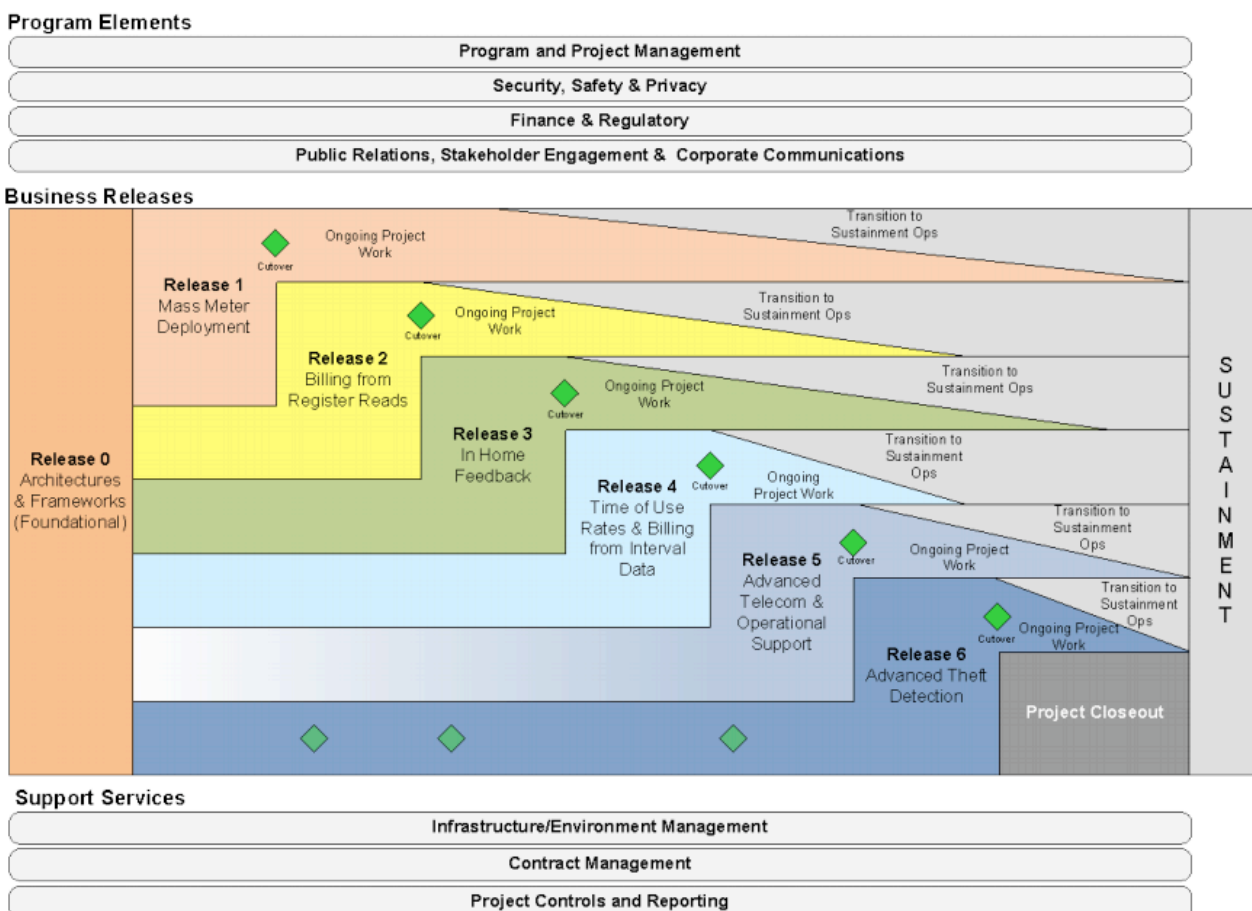 Program Elements
Program and Project Management
Security, Safety & Privacy
Finance & Regulatory
Public Relations, Stakeholder Engagement & Corporate Communications
Business Releases
Release 0
Architectures
& Frameworks
(Foundational)
Release 1
Mass Meter
Deployment
Cutover
Ongoing Project
Work
Transition to
Sustainment Ops
Release 2
Billing from
Register Reads
Cutover
Ongoing Project
Work
Transition to
Sustainment Ops
Release 3
In Home
Feedback
Cutover
Ongoing Project
Work
Transition to
Sustainment Ops
Release 4
Time of Use
Rates & Billing
from Interval
Data
Cutover
Ongoing
Project Work
Transition to
Sustainment
Ops
Release 5
Advanced
Telecom &
Operational
Support
Cutover
Ongoing Project
Work
Transition to
Sustainment
Ops
Release 6
Advanced Theft
Detection
Cutover
Ongoing Project
Work
Transition to
Sustainment
Ops
Project Closeout
SUSTAINMENT
Support Services
Infrastructure/Environment Management
Contract Management
Project Controls and Reporting